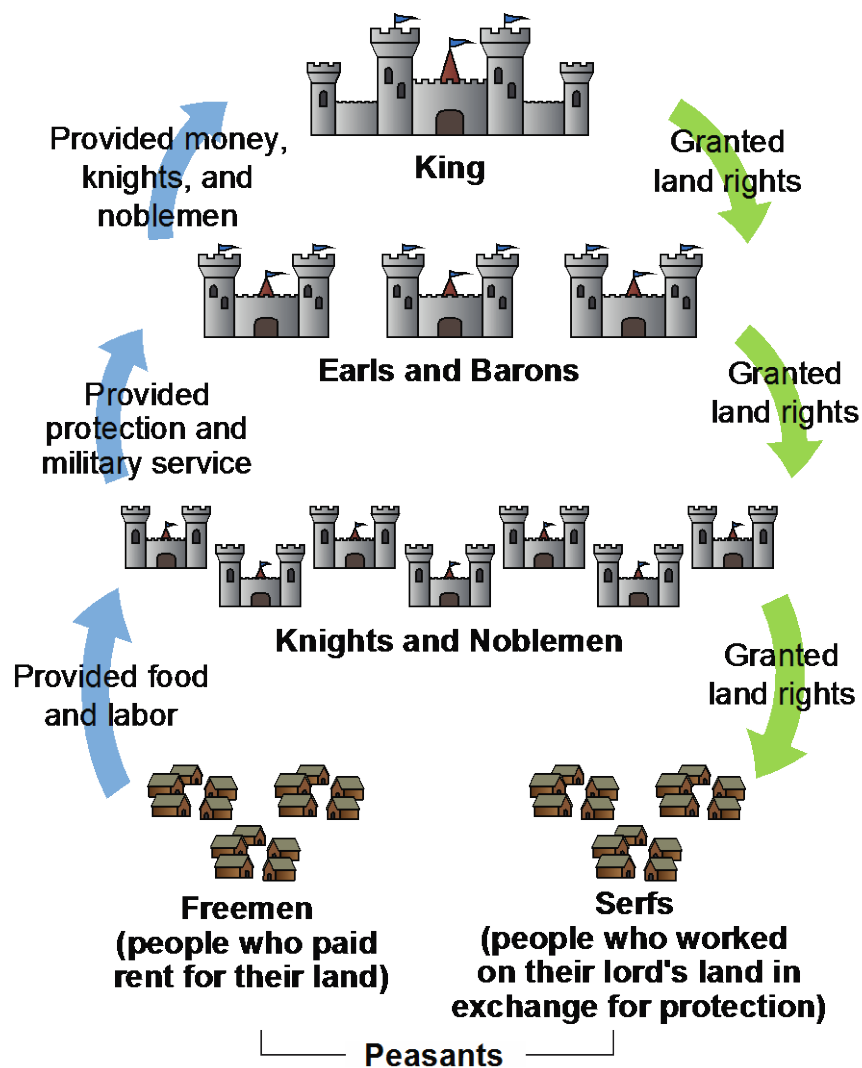 Provided money,
knights, and
noblemen
King
Granted
land rights
Earls and Barons
Provided
protection and
military service
Granted
land rights
Knights and Noblemen
Provided food
and labor
Granted
land rights
Freemen
(people who paid
rent for their land)
Serfs
(people who worked
on their lord's land in
exchange for protection)
Peasants